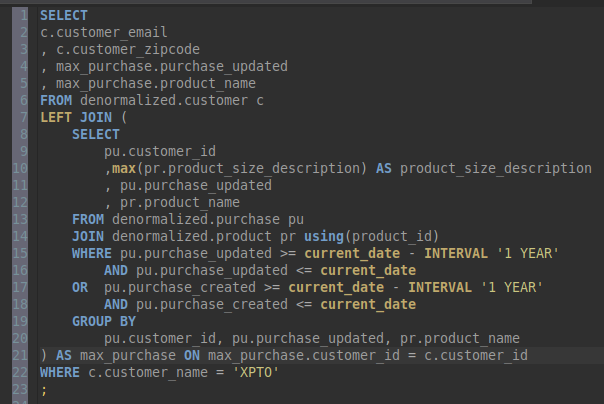 1 SELECT
2 c.customer_email
3 , c.customer_zipcode
4 , max_purchase.purchase_updated
5 , max_purchase.product_name
6 FROM denormalized.customer c
7 LEFT JOIN (
8     SELECT
9         pu.customer_id
10         ,max(pr.product_size_description) AS product_size_description
11         , pu.purchase_updated
12         , pr.product_name
13     FROM denormalized.purchase pu
14     JOIN denormalized.product pr using(product_id)
15     WHERE pu.purchase_updated >= current_date - INTERVAL '1 YEAR'
16         AND pu.purchase_updated <= current_date
17     OR  pu.purchase_created >= current_date - INTERVAL '1 YEAR'
18         AND pu.purchase_created <= current_date
19     GROUP BY
20         pu.customer_id, pu.purchase_updated, pr.product_name
21 ) AS max_purchase ON max_purchase.customer_id = c.customer_id
22 WHERE c.customer_name = 'XPTO'
23 ;